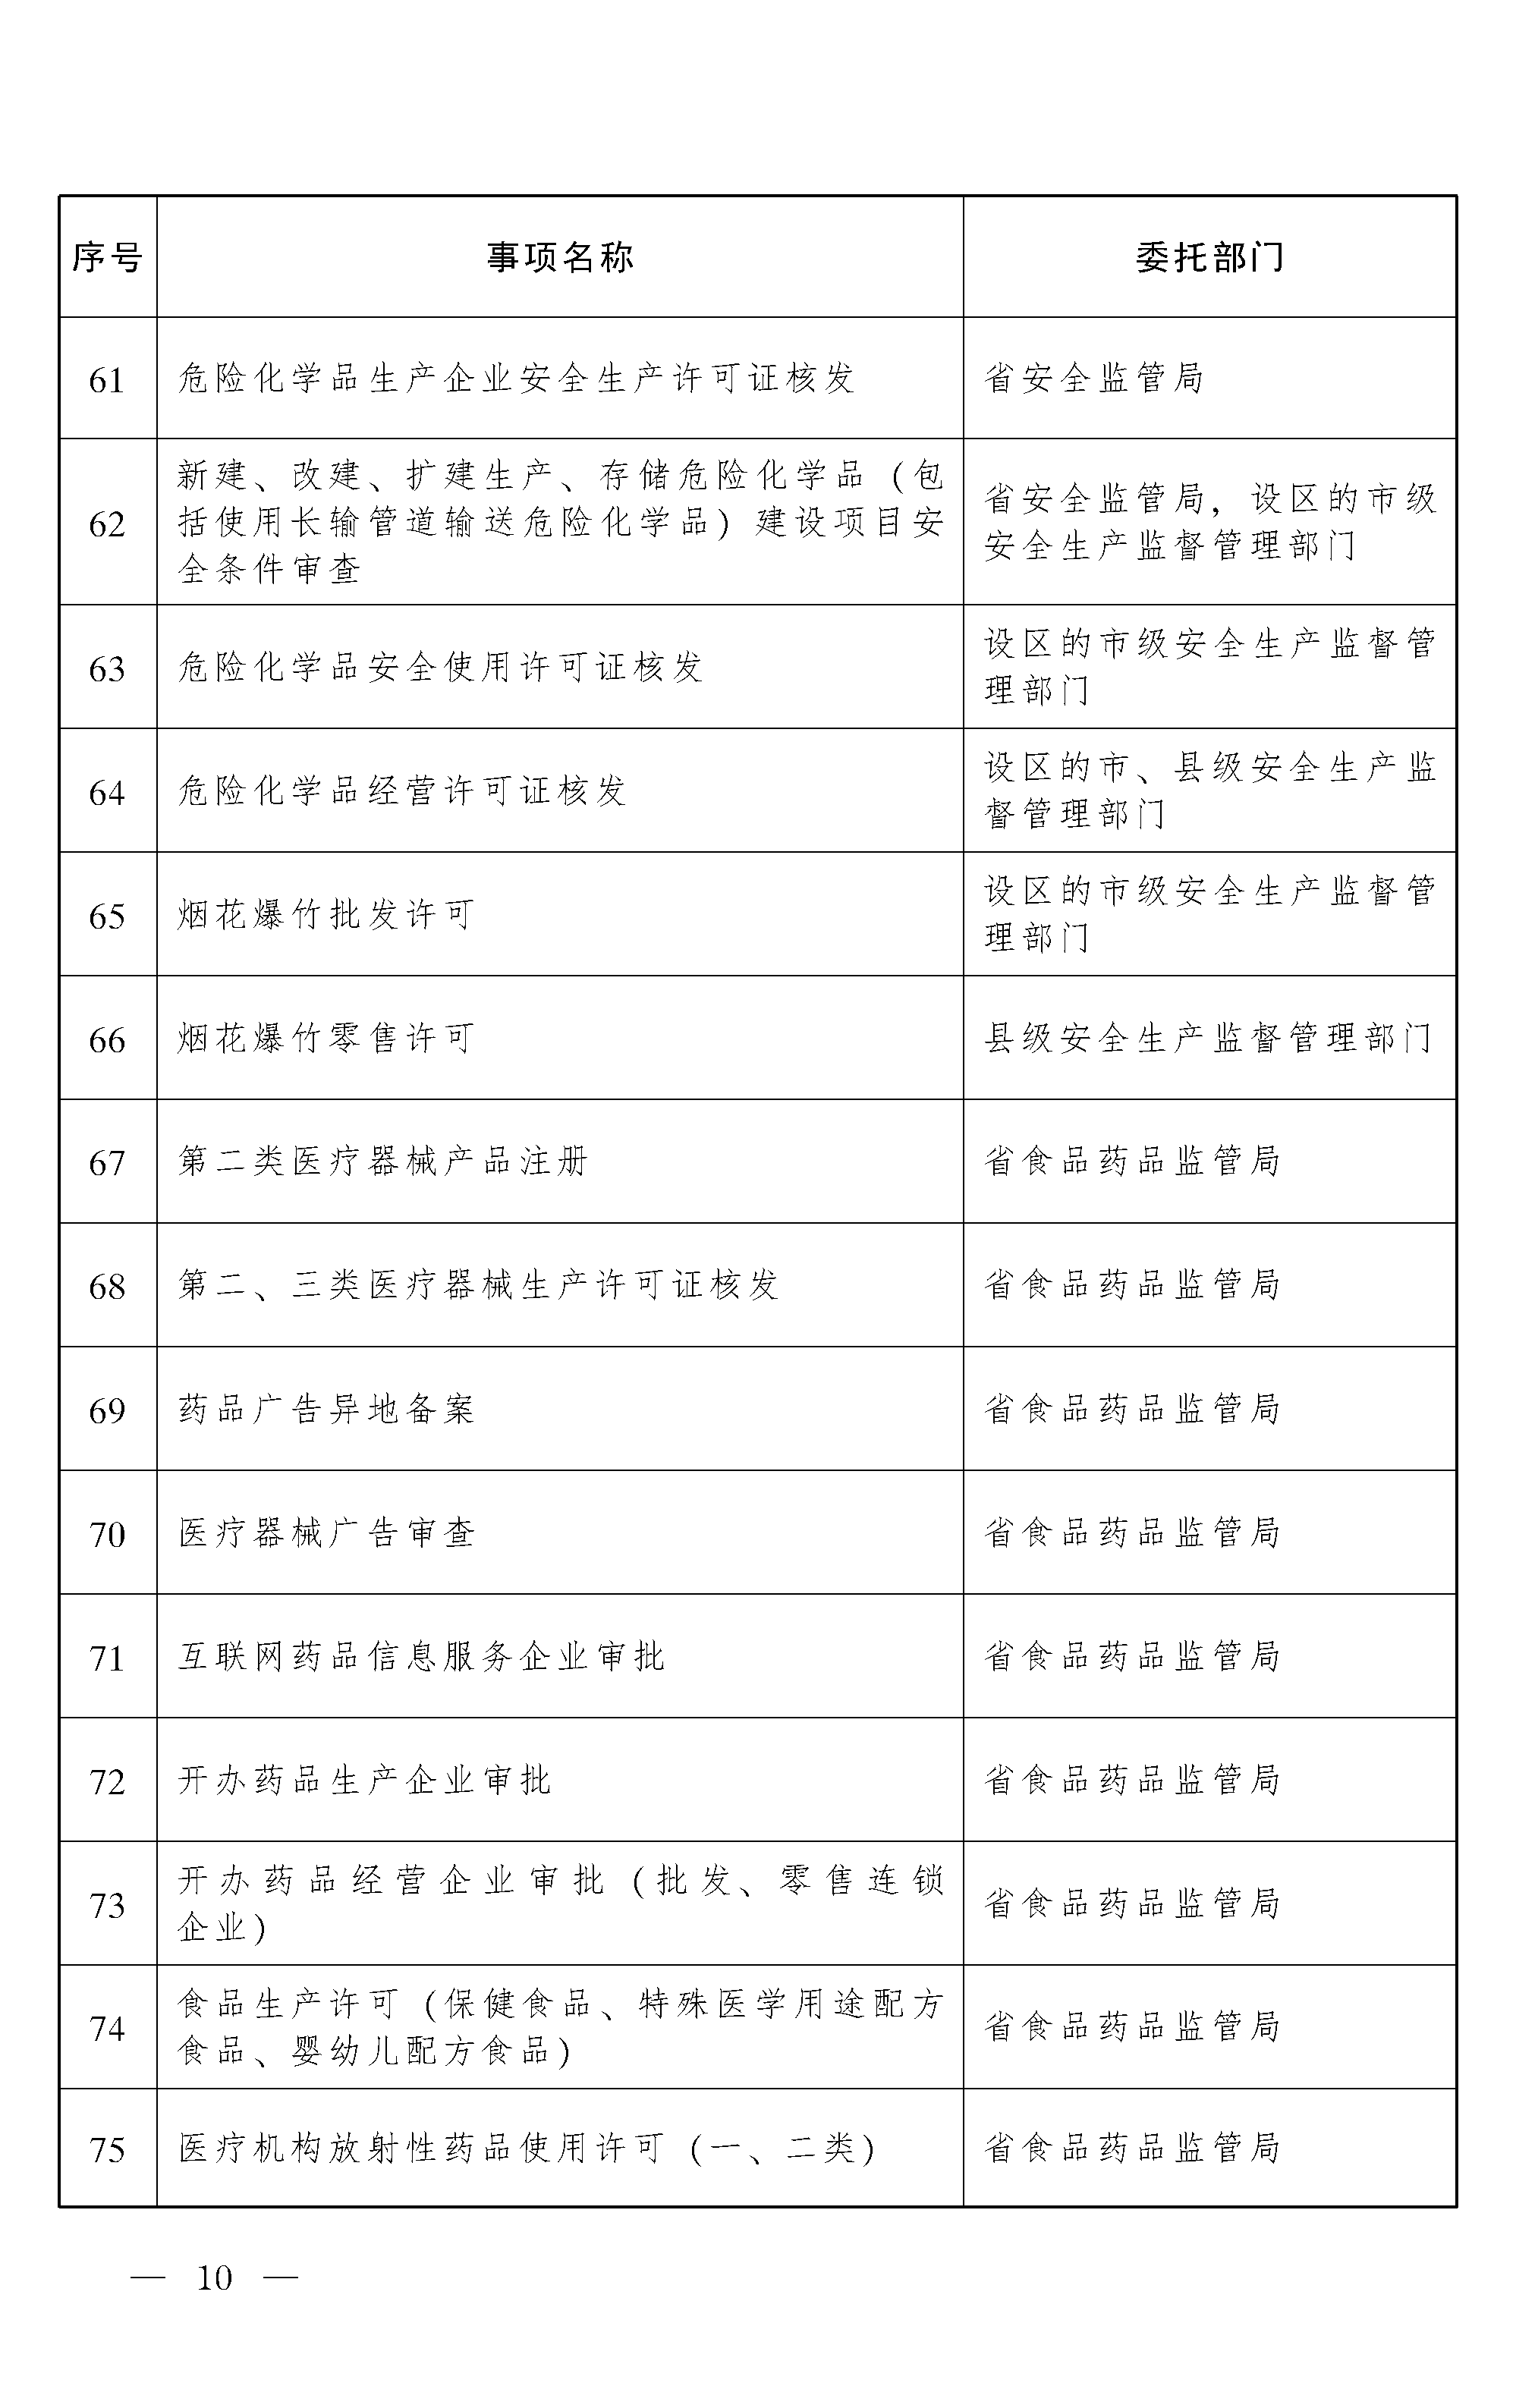 序号 事项名称 委托部门
61 危险化学品生产企业安全生产许可证核发 省安全监管局
62 新建、改建、扩建生产、存储危险化学品（包
括使用长输管道输送危险化学品）建设项目安
全条件审查
省安全监管局，设区的市级
安全生产监督管理部门
63 危险化学品安全使用许可证核发
设区的市级安全生产监督管
理部门
64 危险化学品经营许可证核发
设区的市、县级安全生产监
督管理部门
65 烟花爆竹批发许可
设区的市级安全生产监督管
理部门
66 烟花爆竹零售许可 县级安全生产监督管理部门
67 第二类医疗器械产品注册 省食品药品监管局
68 第二、三类医疗器械生产许可证核发 省食品药品监管局
69 药品广告异地备案 省食品药品监管局
70 医疗器械广告审查 省食品药品监管局
71 互联网药品信息服务企业审批 省食品药品监管局
72 开办药品生产企业审批 省食品药品监管局
73 开办药品经营企业审批（批发、零售连锁
企业）
省食品药品监管局
74 食品生产许可（保健食品、特殊医学用途配方
食品、婴幼儿配方食品）
省食品药品监管局
75 医疗机构放射性药品使用许可（一、二类） 省食品药品监管局
— 10 —